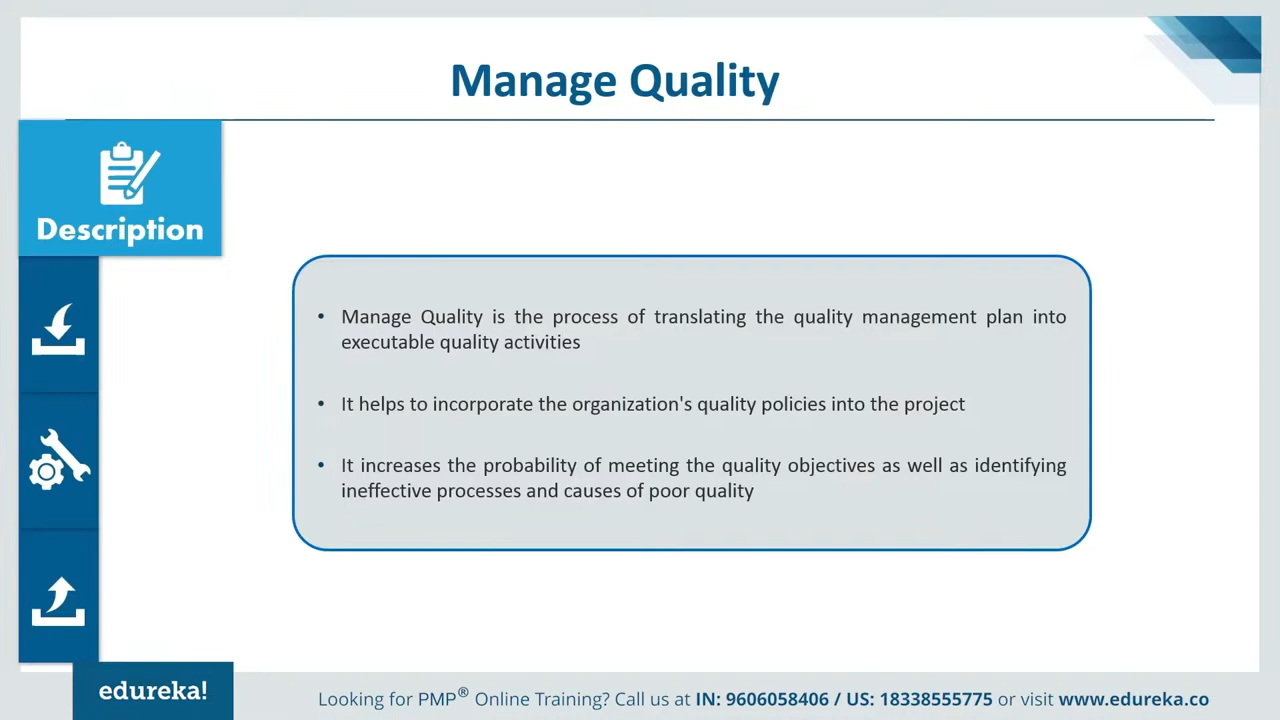 Manage Quality
Description
• Manage Quality is the process of translating the quality management plan into
executable quality activities
• It helps to incorporate the organization's quality policies into the project
• It increases the probability of meeting the quality objectives as well as identifying
ineffective processes and causes of poor quality
edureka!
Looking for PMP® Online Training? Call us at IN: 9606058406 / US: 18338555775 or visit www.edureka.co